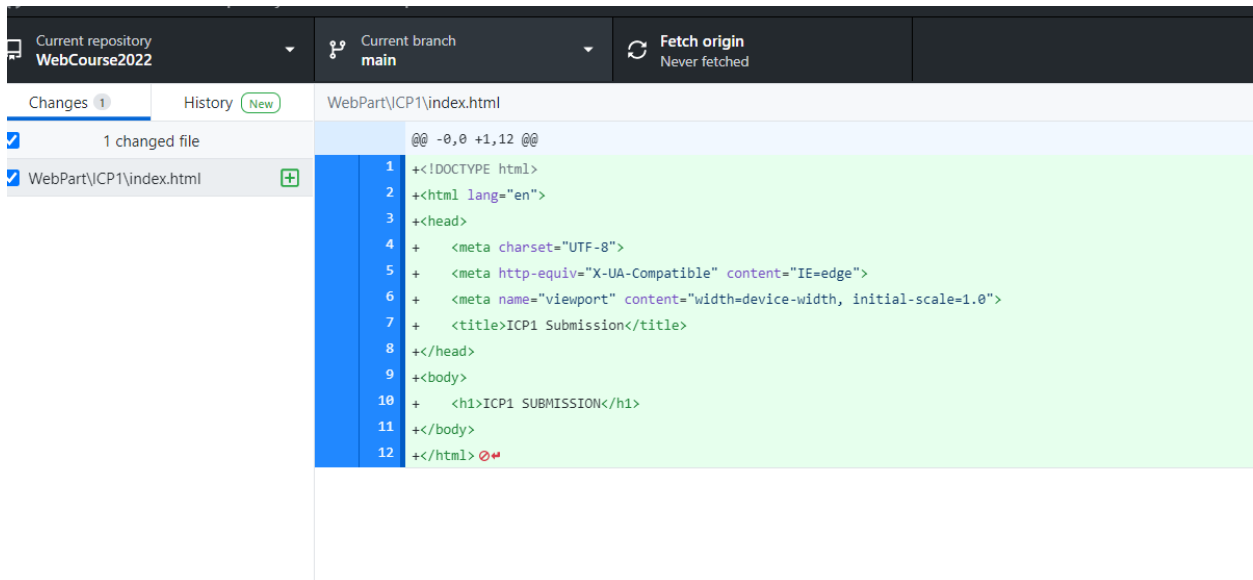 Current repository
WebCourse2022
Current branch
main
Fetch origin
Never fetched
Changes 1
History New
WebPart\ICP1\index.html
1 changed file
WebPart\ICP1\index.html
@@ -0,0 +1,12 @@
1 +<!DOCTYPE html>
2 +<html lang="en">
3 +<head>
4 +    <meta charset="UTF-8">
5 +    <meta http-equiv="X-UA-Compatible" content="IE=edge">
6 +    <meta name="viewport" content="width=device-width, initial-scale=1.0">
7 +    <title>ICP1 Submission</title>
8 +</head>
9 +<body>
10 +    <h1>ICP1 SUBMISSION</h1>
11 +</body>
12 +</html>